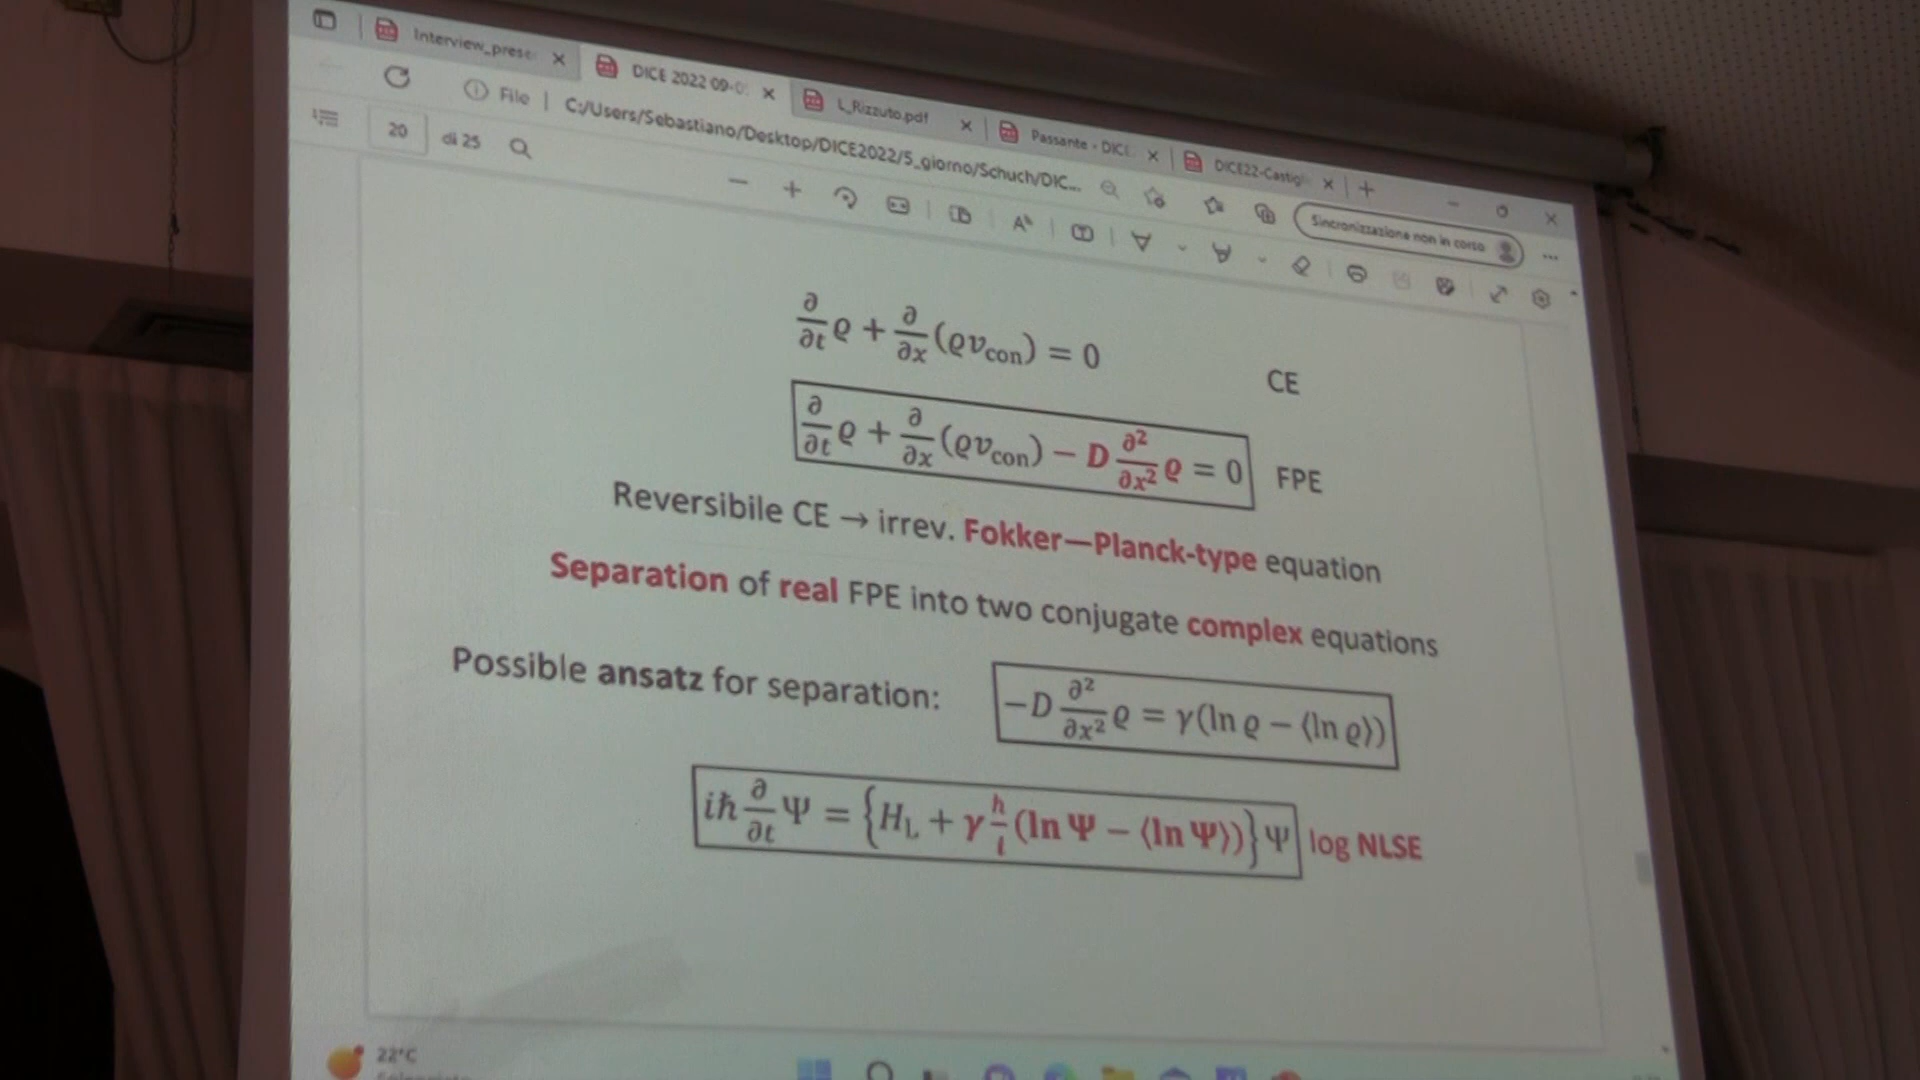 Interview_prese
DICE 2022 09-0
L_Rizzuto.pdf
Passante - DICE
DICE22-Castigl
File | C:/Users/Sebastiano/Desktop/DICE2022/5_giorno/Schuch/DIC...
Sincronizzazione non in corso
20 di 25
∂/∂t ϱ + ∂/∂x (ϱv_con) = 0 CE
∂/∂t ϱ + ∂/∂x (ϱv_con) − D ∂²/∂x² ϱ = 0 FPE
Reversibile CE → irrev. Fokker—Planck-type equation
Separation of real FPE into two conjugate complex equations
Possible ansatz for separation: −D ∂²/∂x² ϱ = γ(ln ϱ − ⟨ln ϱ⟩)
iħ ∂/∂t Ψ = {H_L + γ ħ/i (ln Ψ − ⟨ln Ψ⟩)} Ψ log NLSE
22°C